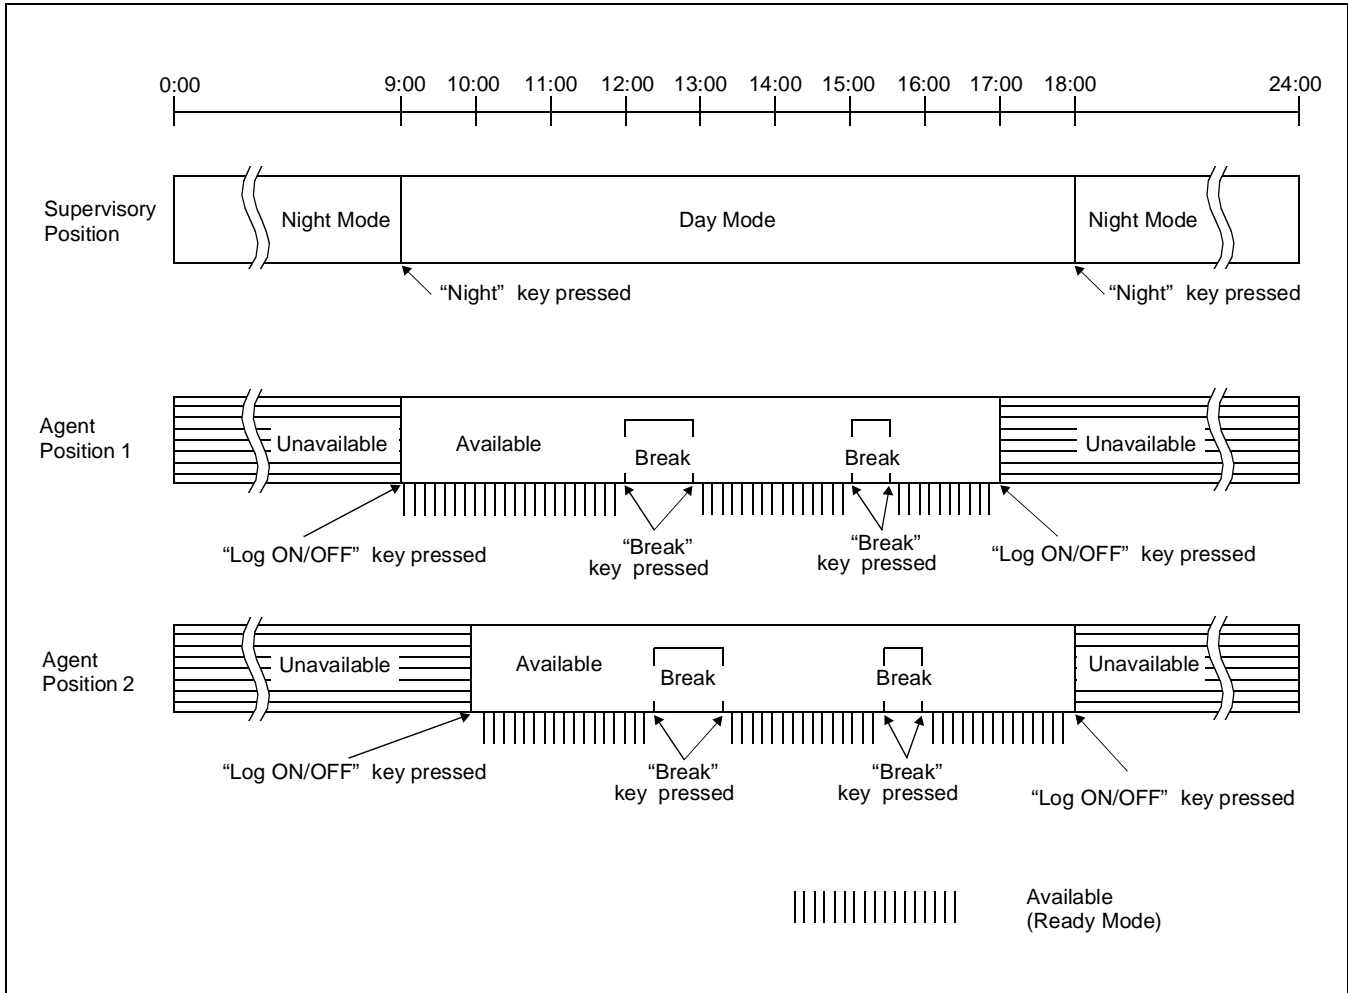 0:00 9:00 10:00 11:00 12:00 13:00 14:00 15:00 16:00 17:00 18:00 24:00
Supervisory
Position
Night Mode
Day Mode
Night Mode
“Night” key pressed
“Night” key pressed
Agent
Position 1
Unavailable
Available
Break
Break
Unavailable
“Log ON/OFF” key pressed
“Break”
key pressed
“Break”
key pressed
“Log ON/OFF” key pressed
Agent
Position 2
Unavailable
Available
Break
Break
Unavailable
“Log ON/OFF” key pressed
“Break”
key pressed
“Break”
key pressed
“Log ON/OFF” key pressed
Available
(Ready Mode)